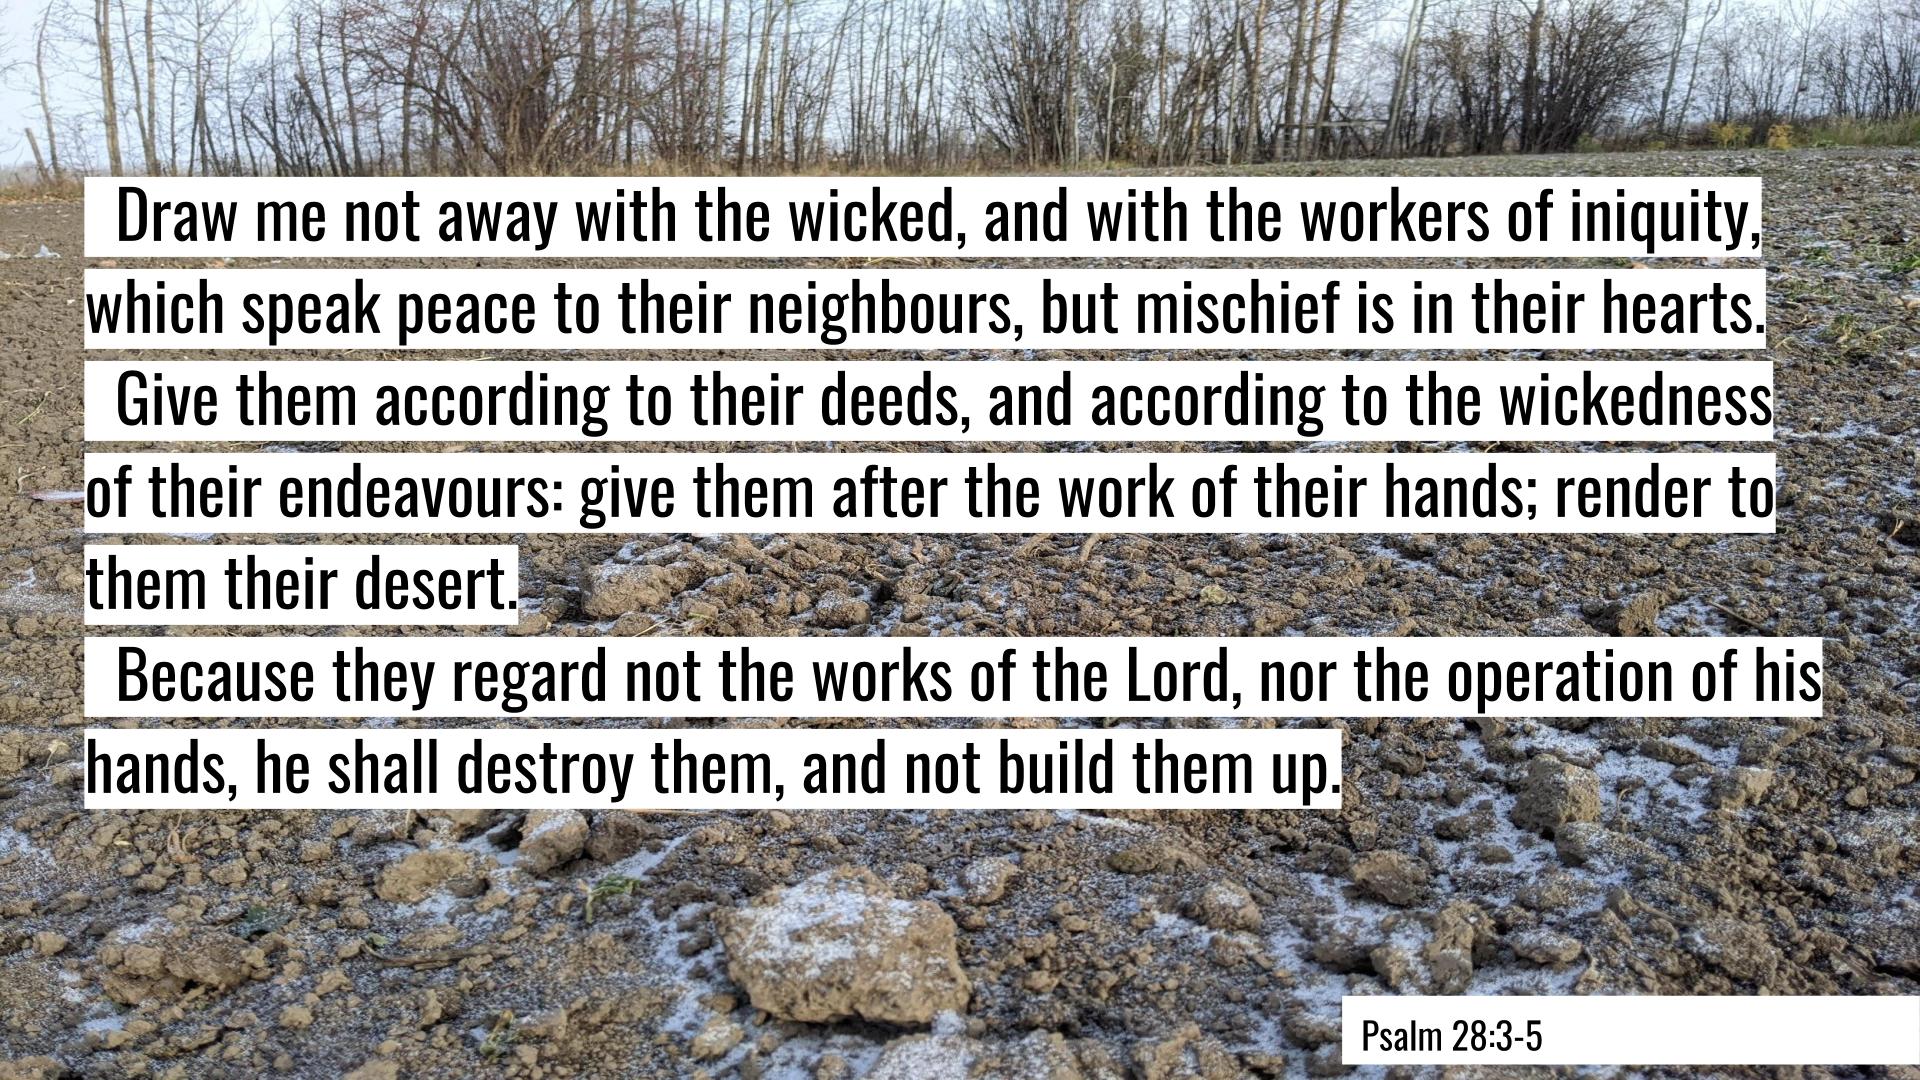 Draw me not away with the wicked, and with the workers of iniquity,
which speak peace to their neighbours, but mischief is in their hearts.
Give them according to their deeds, and according to the wickedness
of their endeavours: give them after the work of their hands; render to
them their desert.
Because they regard not the works of the Lord, nor the operation of his
hands, he shall destroy them, and not build them up.
Psalm 28:3-5